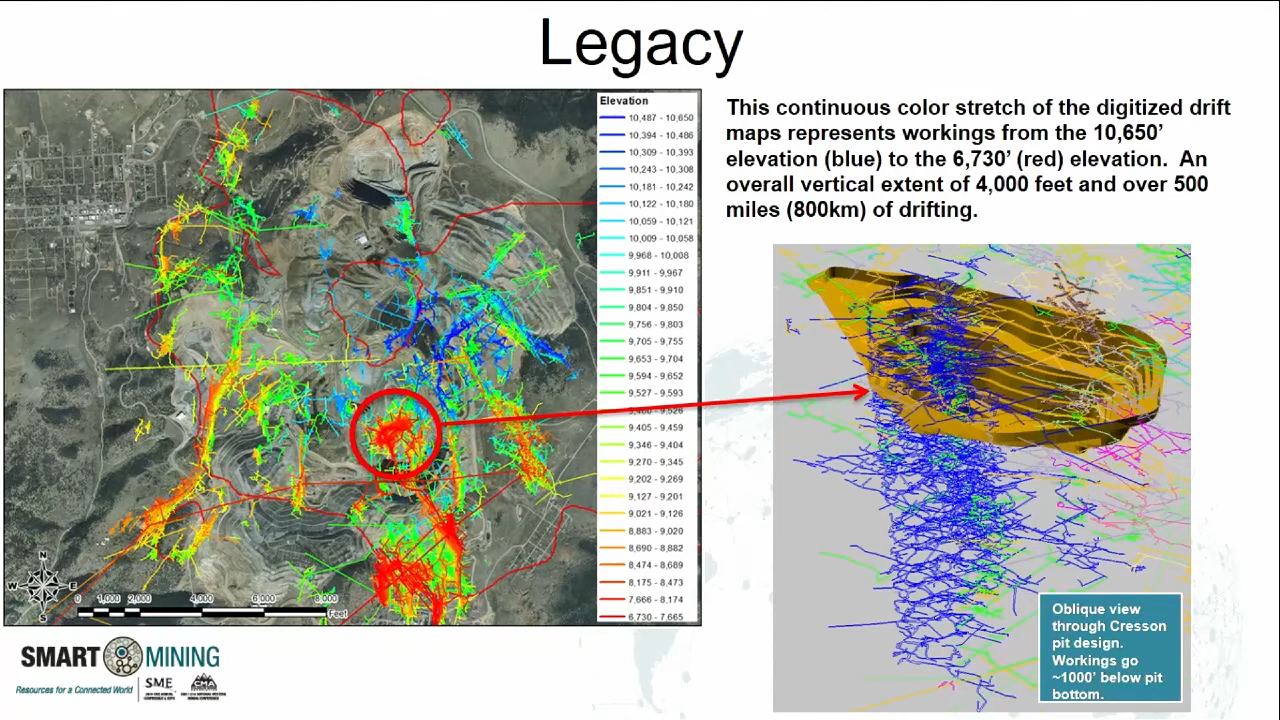 Legacy
Elevation
10,487 - 10,650
10,394 - 10,486
10,309 - 10,393
10,243 - 10,308
10,181 - 10,242
10,122 - 10,180
10,059 - 10,121
10,009 - 10,058
9,968 - 10,008
9,911 - 9,967
9,851 - 9,910
9,804 - 9,850
9,756 - 9,803
9,705 - 9,755
9,653 - 9,704
9,594 - 9,652
9,527 - 9,593
9,460 - 9,526
9,405 - 9,459
9,346 - 9,404
9,270 - 9,345
9,202 - 9,269
9,127 - 9,201
9,021 - 9,126
8,883 - 9,020
8,690 - 8,882
8,474 - 8,689
8,175 - 8,473
7,666 - 8,174
6,730 - 7,665
N
W E
S
0 1,000 2,000 4,000 6,000 8,000
Feet
This continuous color stretch of the digitized drift
maps represents workings from the 10,650’
elevation (blue) to the 6,730’ (red) elevation. An
overall vertical extent of 4,000 feet and over 500
miles (800km) of drifting.
Oblique view
through Cresson
pit design.
Workings go
~1000’ below pit
bottom.
SMART MINING
Resources for a Connected World
SME
CMA